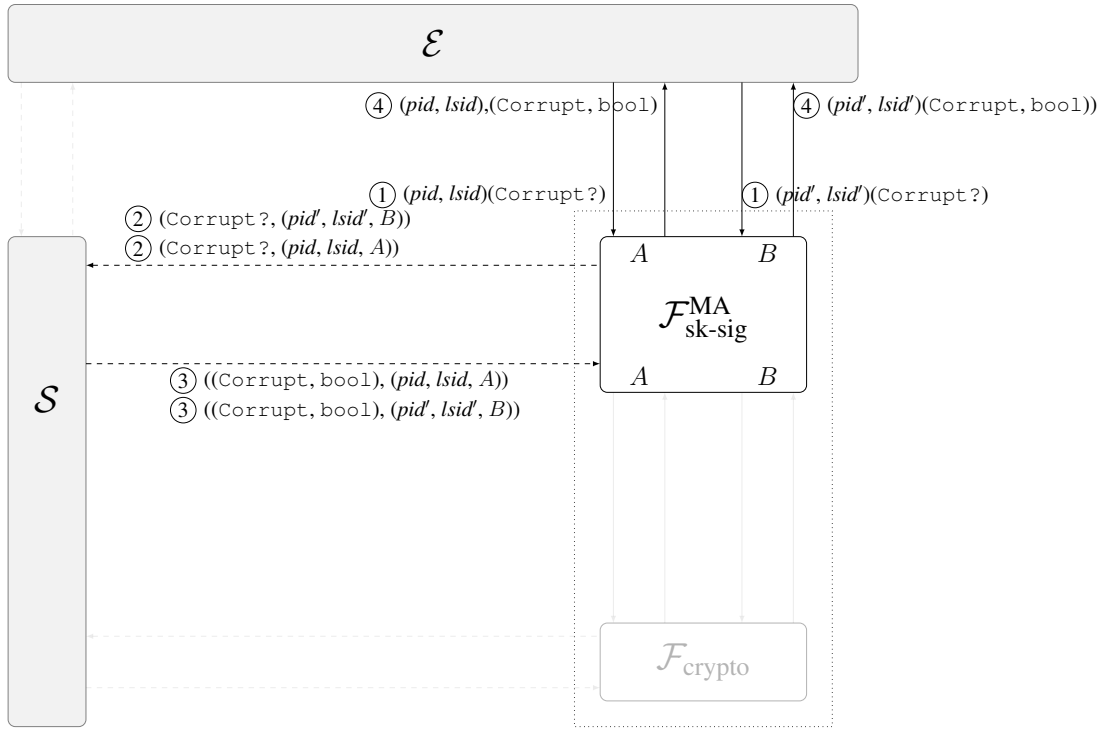 ℰ
④ (pid, lsid),(Corrupt, bool)
④ (pid′, lsid′)(Corrupt, bool))
① (pid, lsid)(Corrupt?)
① (pid′, lsid′)(Corrupt?)
② (Corrupt?, (pid′, lsid′, B))
② (Corrupt?, (pid, lsid, A))
A B
ℱ^MA_sk-sig
③ ((Corrupt, bool), (pid, lsid, A))
A B
𝒮
③ ((Corrupt, bool), (pid′, lsid′, B))
ℱ_crypto